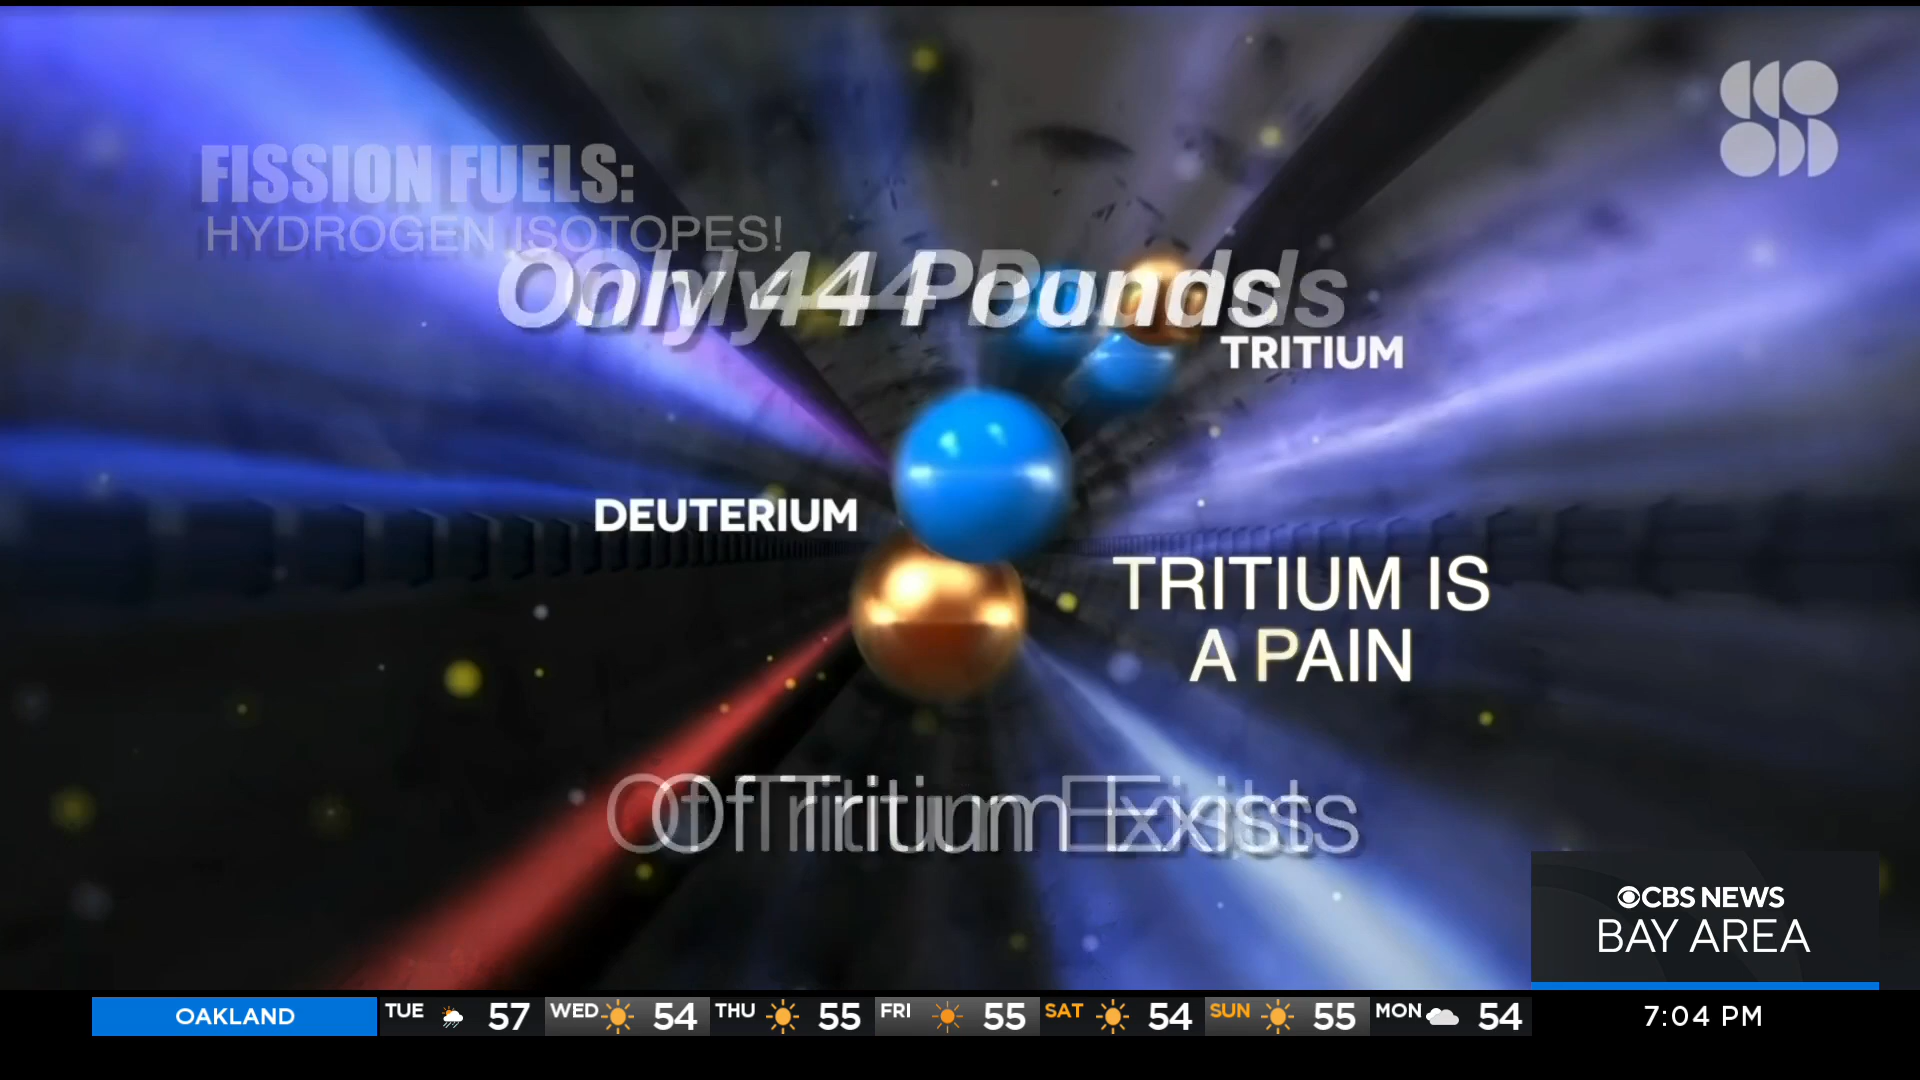 FISSION FUELS:
HYDROGEN ISOTOPES!
Only 44 Pounds
TRITIUM
DEUTERIUM
TRITIUM IS
A PAIN
Of Tritium Exists
CBS NEWS
BAY AREA
OAKLAND TUE 57 WED 54 THU 55 FRI 55 SAT 54 SUN 55 MON 54 7:04 PM